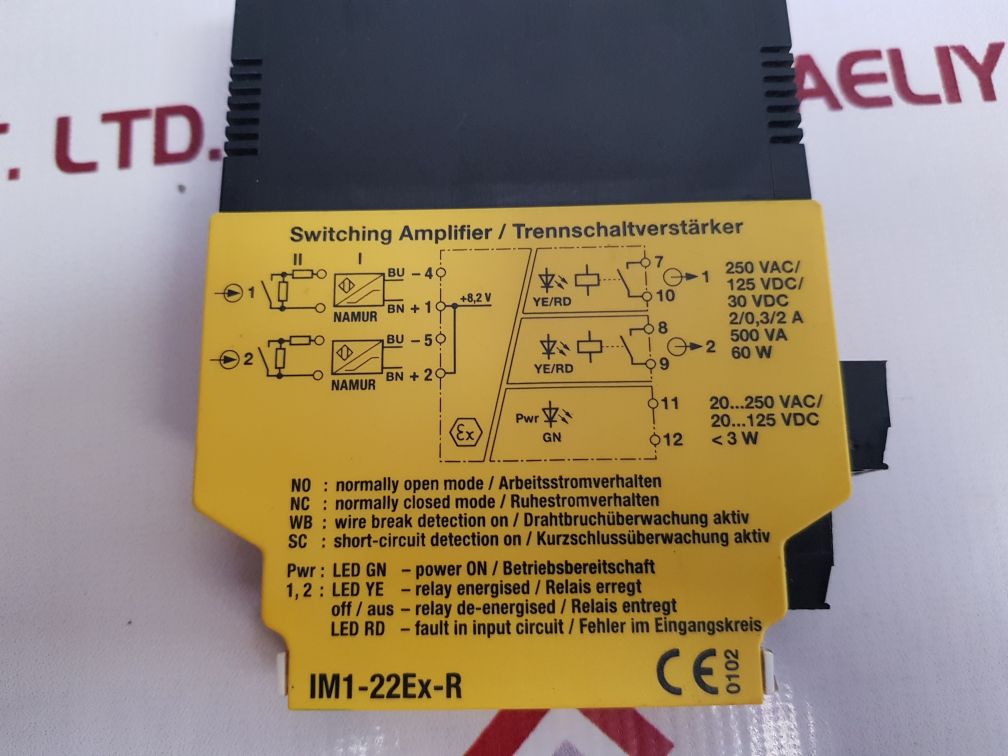 T. LTD.
AELIY
Switching Amplifier / Trennschaltverstärker
II I
1 NAMUR BU – 4
BN + 1
+8,2 V
2 NAMUR BU – 5
BN + 2
YE/RD 7
10
1
YE/RD 8
9
2
250 VAC/
125 VDC/
30 VDC
2/0,3/2 A
500 VA
60 W
Pwr GN 11
12
20...250 VAC/
20...125 VDC
< 3 W
Ex
NO : normally open mode / Arbeitsstromverhalten
NC : normally closed mode / Ruhestromverhalten
WB : wire break detection on / Drahtbruchüberwachung aktiv
SC : short-circuit detection on / Kurzschlussüberwachung aktiv
Pwr : LED GN – power ON / Betriebsbereitschaft
1, 2 : LED YE – relay energised / Relais erregt
off / aus – relay de-energised / Relais entregt
LED RD – fault in input circuit / Fehler im Eingangskreis
IM1-22Ex-R
CE 0102